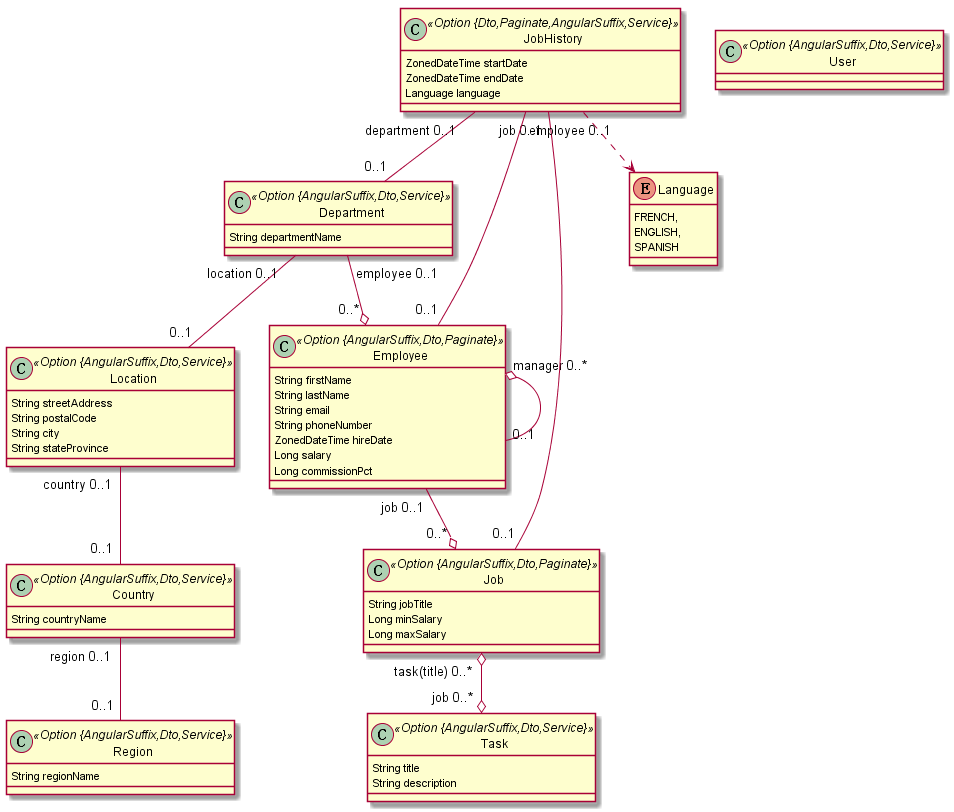 C «Option {Dto,Paginate,AngularSuffix,Service}»
JobHistory
ZonedDateTime startDate
ZonedDateTime endDate
Language language
C «Option {AngularSuffix,Dto,Service}»
User
department 0..1
job 0..1
employee 0..1
0..1
C «Option {AngularSuffix,Dto,Service}»
Department
String departmentName
E Language
FRENCH,
ENGLISH,
SPANISH
location 0..1
employee 0..1
0..1
0..*
0..1
C «Option {AngularSuffix,Dto,Service}»
Location
String streetAddress
String postalCode
String city
String stateProvince
C «Option {AngularSuffix,Dto,Paginate}»
Employee
String firstName
String lastName
String email
String phoneNumber
ZonedDateTime hireDate
Long salary
Long commissionPct
manager 0..*
0..1
country 0..1
0..1
job 0..1
0..*
0..1
C «Option {AngularSuffix,Dto,Service}»
Country
String countryName
C «Option {AngularSuffix,Dto,Paginate}»
Job
String jobTitle
Long minSalary
Long maxSalary
region 0..1
0..1
task(title) 0..*
job 0..*
C «Option {AngularSuffix,Dto,Service}»
Region
String regionName
C «Option {AngularSuffix,Dto,Service}»
Task
String title
String description